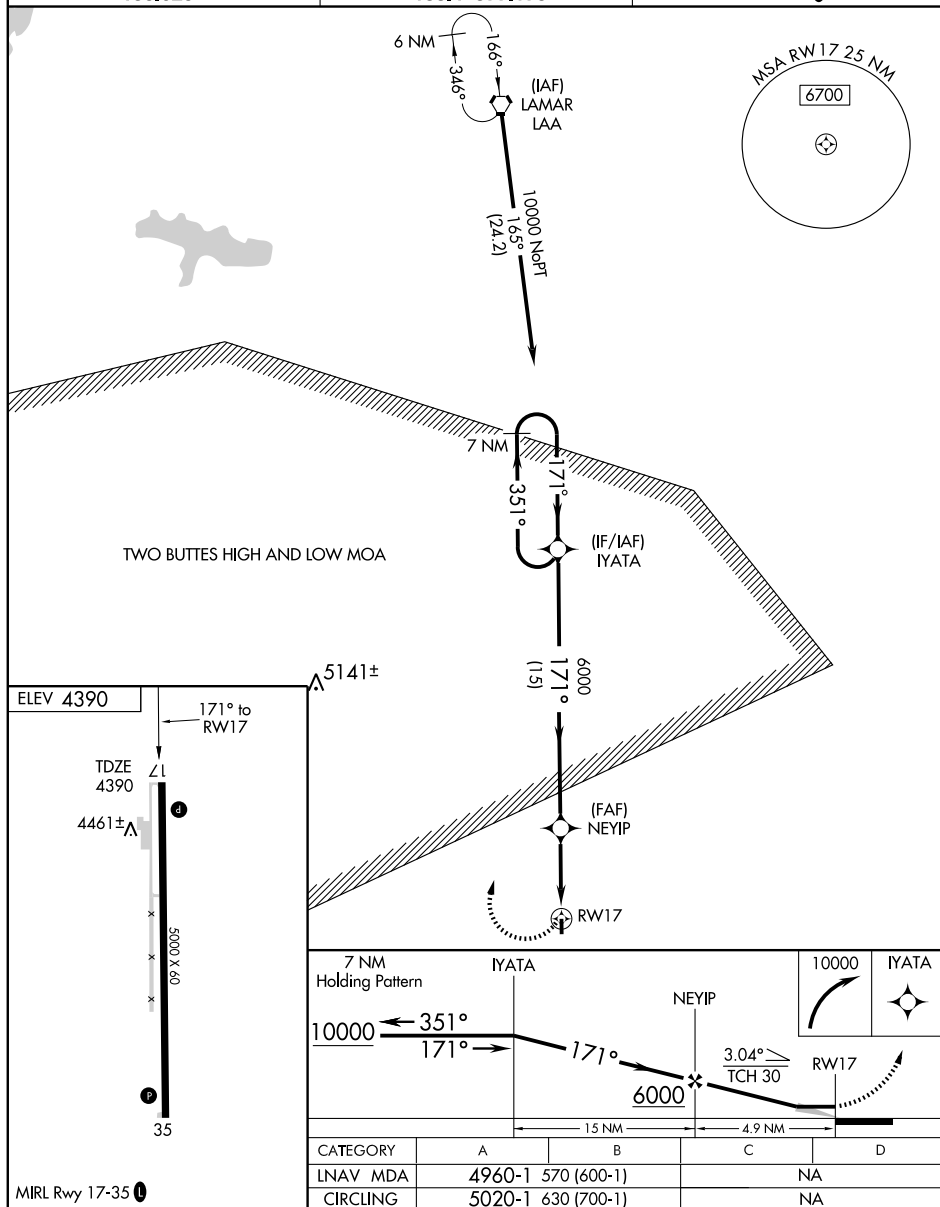 6 NM
166°
346°
(IAF)
LAMAR
LAA
MSA RW17 25 NM
6700
10000 NoPT
165°
(24.2)
7 NM
171°
351°
(IF/IAF)
IYATA
TWO BUTTES HIGH AND LOW MOA
6000
171°
(15)
5141±
(FAF)
NEYIP
RW17
ELEV 4390
171° to
RW17
TDZE
4390
17
P
4461±
5000 X 60
P
35
MIRL Rwy 17-35 L
7 NM
Holding Pattern
IYATA
10000
351°
171°
171°
NEYIP
6000
3.04°
TCH 30
RW17
10000
IYATA
15 NM
4.9 NM
CATEGORY A B C D
LNAV MDA 4960-1 570 (600-1) NA
CIRCLING 5020-1 630 (700-1) NA